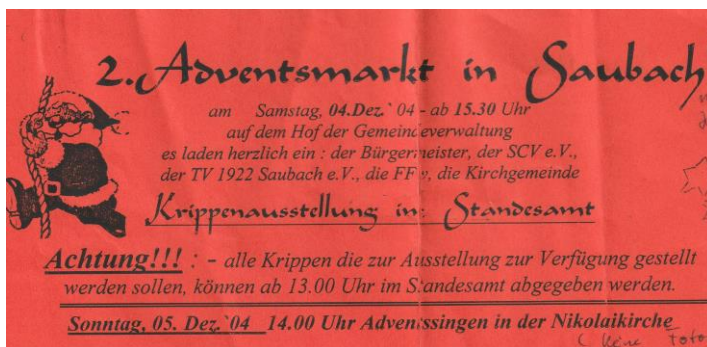 2. Adventsmarkt in Saubach
am Samstag, 04.Dez.`04 - ab 15.30 Uhr
auf dem Hof der Gemeindeverwaltung
es laden herzlich ein : der Bürgermeister, der SCV e.V.,
der TV 1922 Saubach e.V., die FFw, die Kirchgemeinde
Krippenausstellung im Standesamt
Achtung!!! : - alle Krippen die zur Ausstellung zur Verfügung gestellt
werden sollen, können ab 13.00 Uhr im Standesamt abgegeben werden.
Sonntag, 05. Dez.`04 14.00 Uhr Adventssingen in der Nikolaikirche
( keine Foto